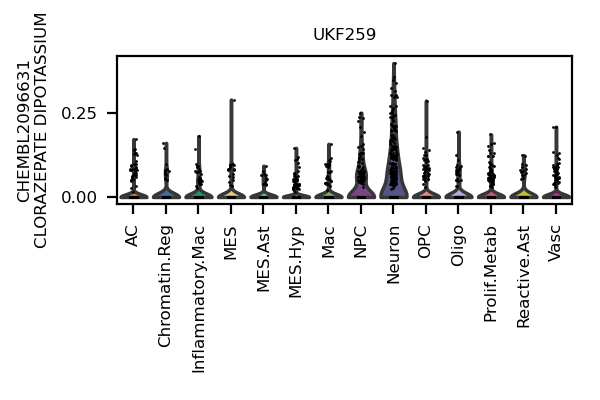 UKF259
CHEMBL2096631
CLORAZEPATE DIPOTASSIUM
0.25
0.00
AC
Chromatin.Reg
Inflammatory.Mac
MES
MES.Ast
MES.Hyp
Mac
NPC
Neuron
OPC
Oligo
Prolif.Metab
Reactive.Ast
Vasc